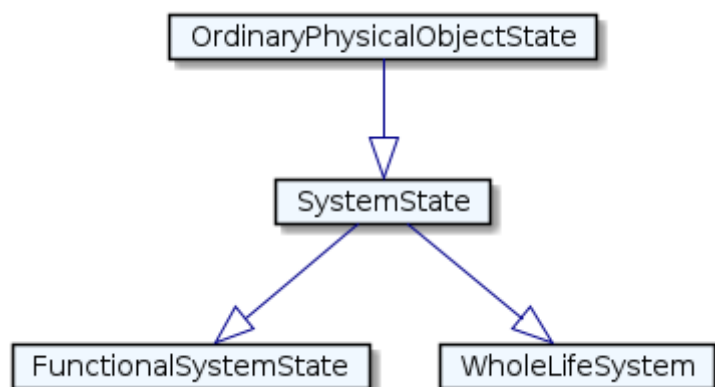 OrdinaryPhysicalObjectState
SystemState
FunctionalSystemState
WholeLifeSystem